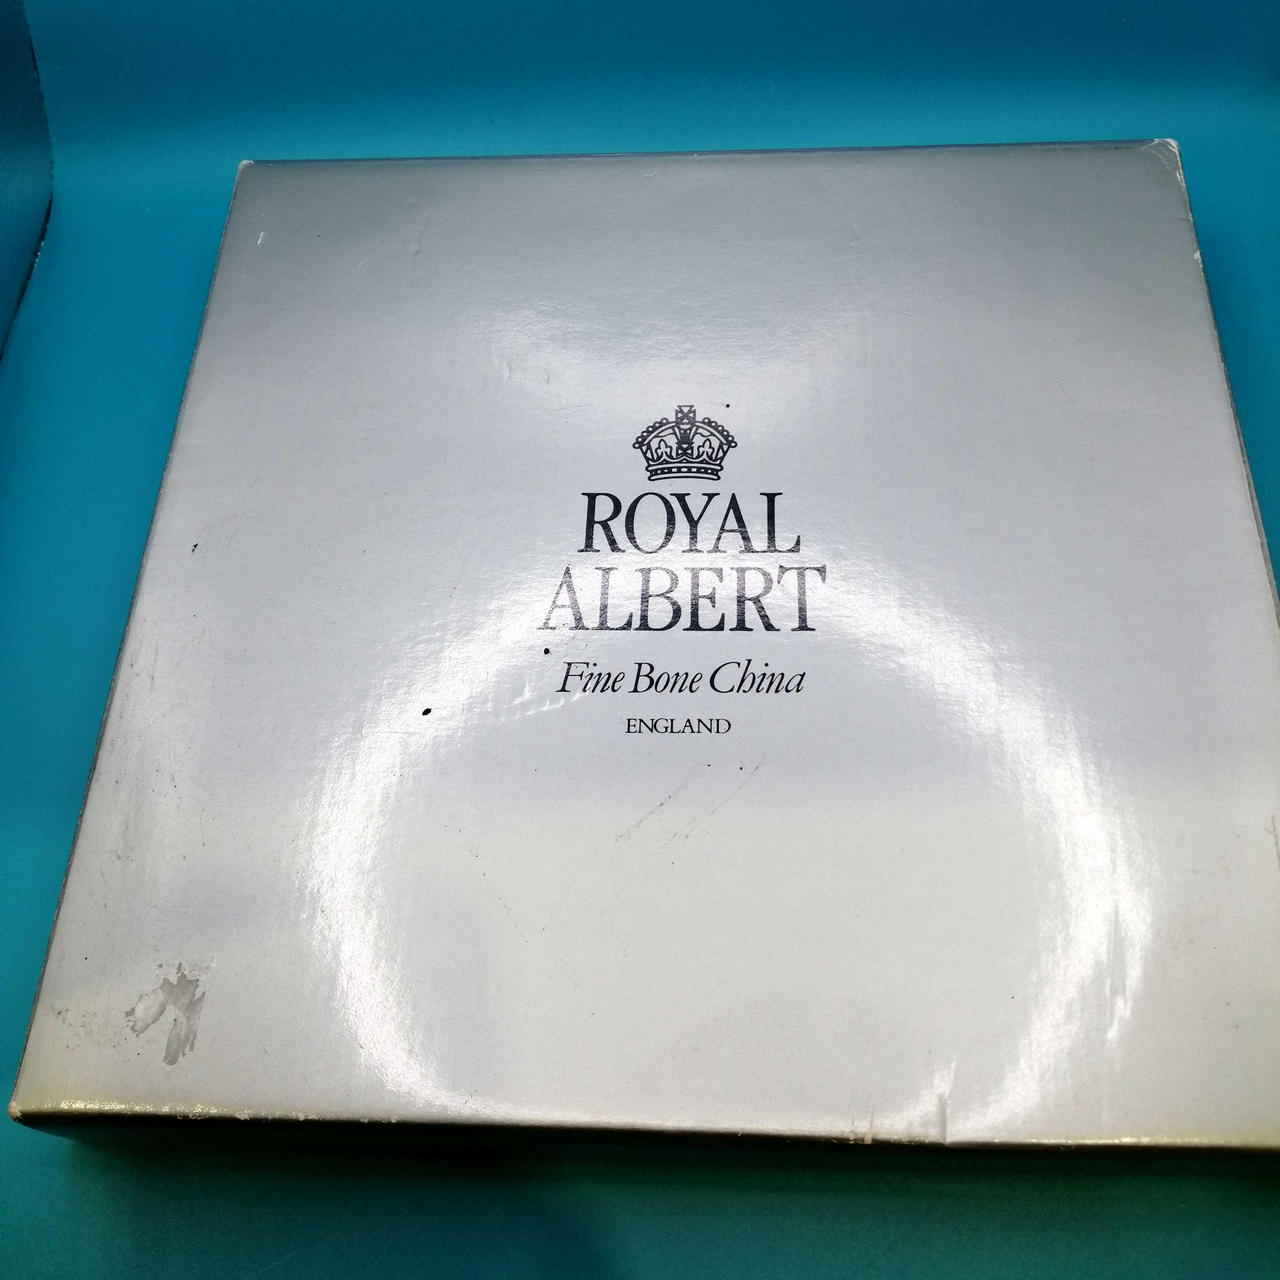 ROYAL
ALBERT
Fine Bone China
ENGLAND